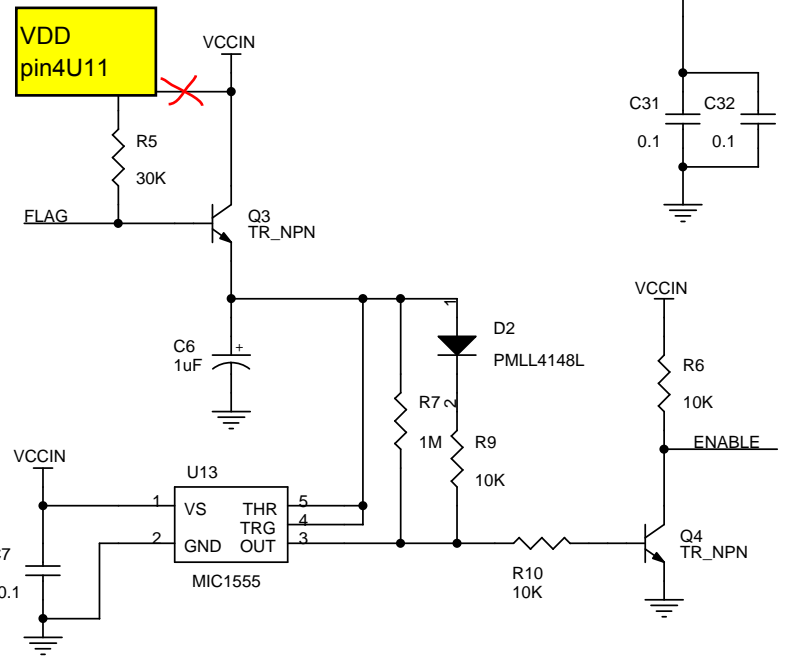 VDD
pin4U11
VCCIN
R5
30K
FLAG
Q3
TR_NPN
C31
0.1
C32
0.1
C6
1uF
+
1
D2
PMLL4148L
2
R7
1M
R9
10K
VCCIN
R6
10K
ENABLE
VCCIN
U13
1
VS
THR
5
TRG
4
2
GND
OUT
3
MIC1555
C7
0.1
R10
10K
Q4
TR_NPN